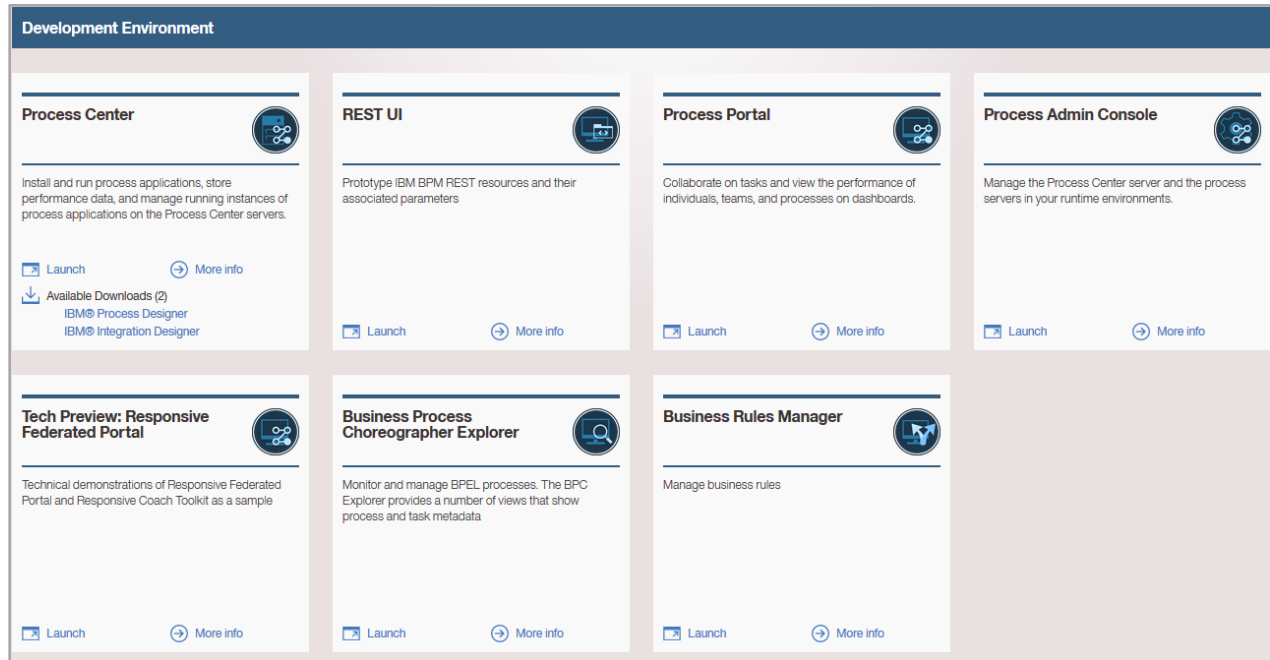 Development Environment
Process Center
Install and run process applications, store
performance data, and manage running instances of
process applications on the Process Center servers.
Launch
More info
Available Downloads (2)
IBM® Process Designer
IBM® Integration Designer
REST UI
Prototype IBM BPM REST resources and their
associated parameters
Launch
More info
Process Portal
Collaborate on tasks and view the performance of
individuals, teams, and processes on dashboards.
Launch
More info
Process Admin Console
Manage the Process Center server and the process
servers in your runtime environments.
Launch
More info
Tech Preview: Responsive
Federated Portal
Technical demonstrations of Responsive Federated
Portal and Responsive Coach Toolkit as a sample
Launch
More info
Business Process
Choreographer Explorer
Monitor and manage BPEL processes. The BPC
Explorer provides a number of views that show
process and task metadata
Launch
More info
Business Rules Manager
Manage business rules
Launch
More info